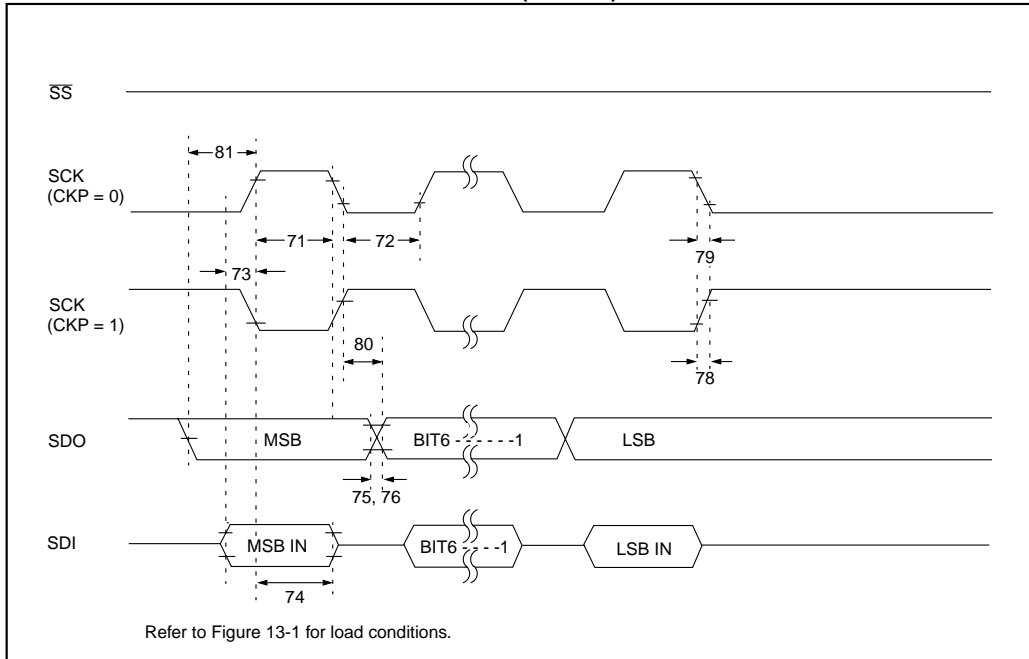 SS
81
SCK
(CKP = 0)
71
72
79
73
SCK
(CKP = 1)
80
78
SDO
MSB
BIT6 - - - - - -1
LSB
75, 76
SDI
MSB IN
BIT6 - - - - -1
LSB IN
74
Refer to Figure 13-1 for load conditions.